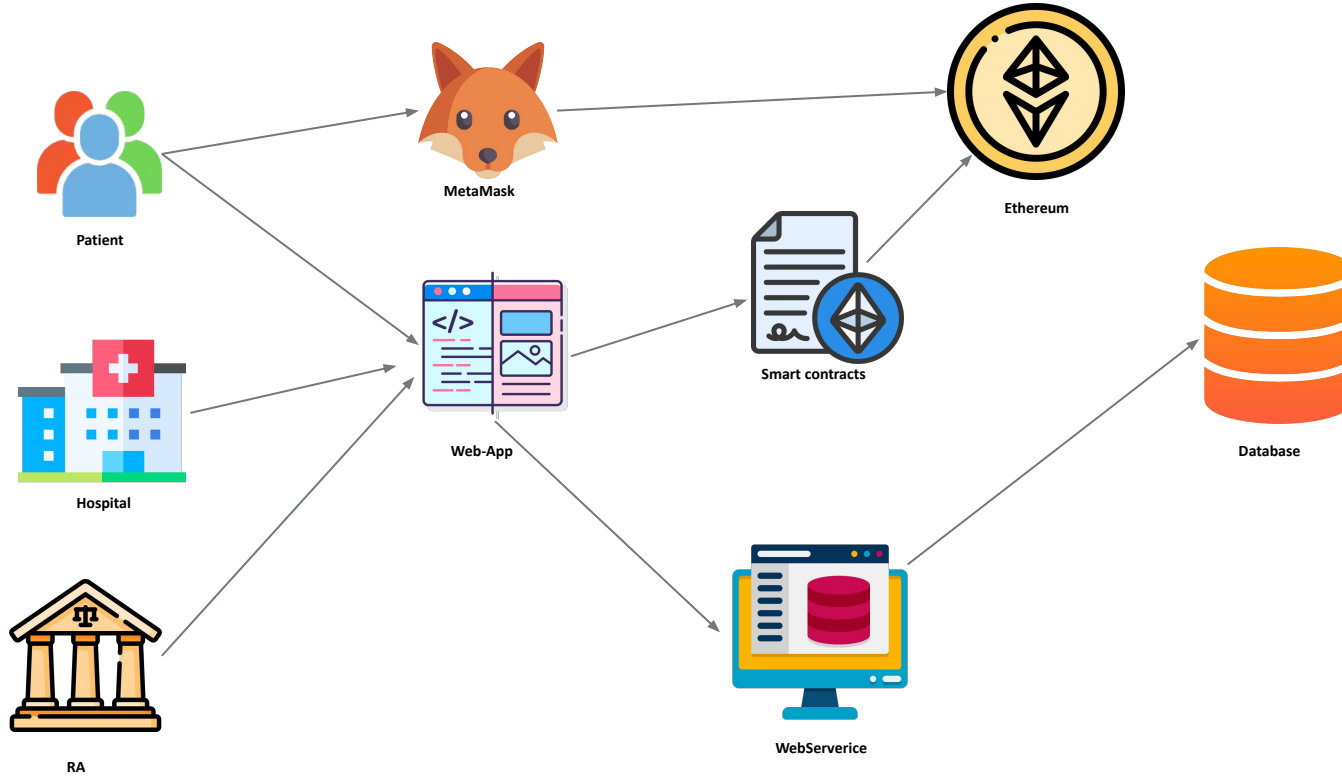 MetaMask
Ethereum
Patient
Smart contracts
</>
Web-App
Database
Hospital
WebServerice
RA